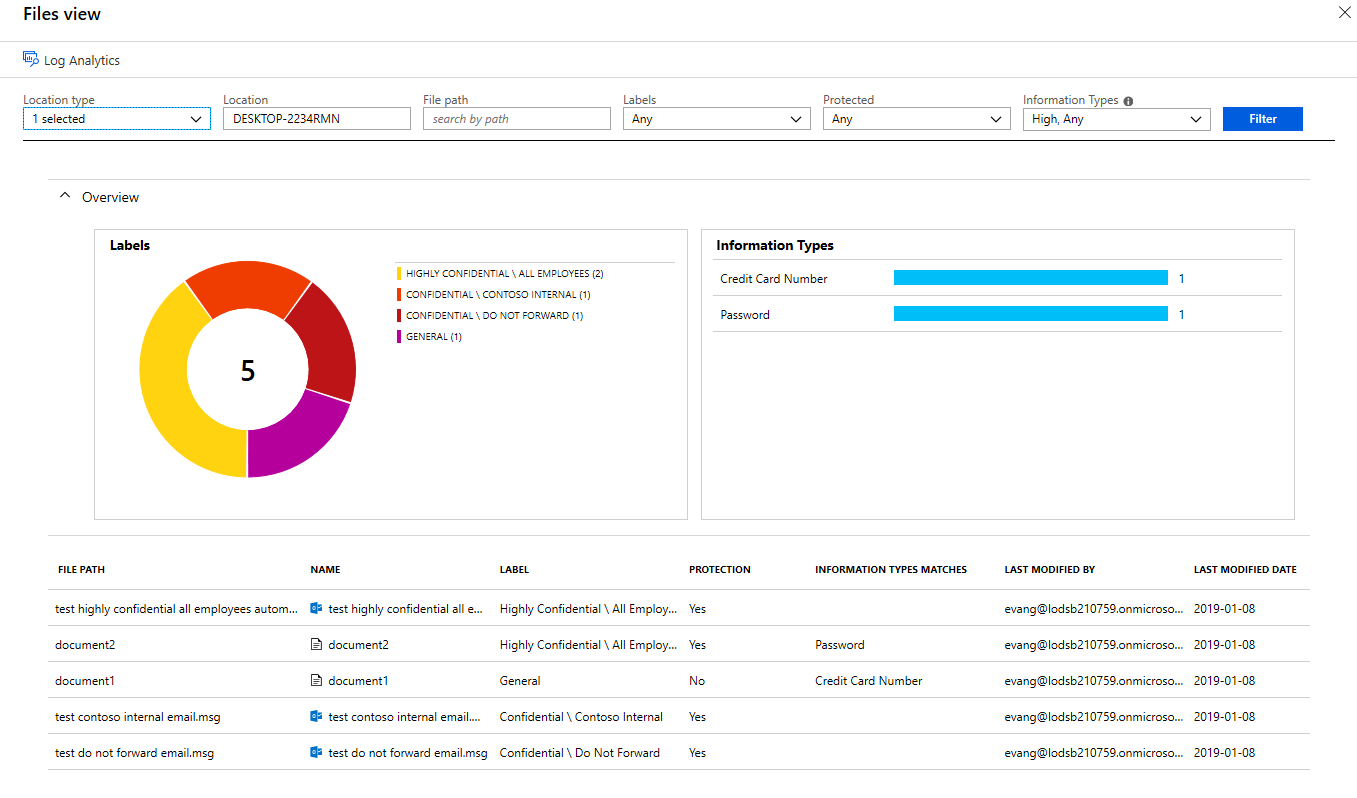 Files view
Log Analytics
Location type Location File path Labels Protected Information Types
1 selected DESKTOP-2234RMN search by path Any Any High, Any Filter
Overview
Labels
HIGHLY CONFIDENTIAL \ ALL EMPLOYEES (2)
CONFIDENTIAL \ CONTOSO INTERNAL (1)
CONFIDENTIAL \ DO NOT FORWARD (1)
GENERAL (1)
5
Information Types
Credit Card Number 1
Password 1
FILE PATH NAME LABEL PROTECTION INFORMATION TYPES MATCHES LAST MODIFIED BY LAST MODIFIED DATE
test highly confidential all employees autom... test highly confidential all e... Highly Confidential \ All Employ... Yes evang@lodsb210759.onmicroso... 2019-01-08
document2 document2 Highly Confidential \ All Employ... Yes Password evang@lodsb210759.onmicroso... 2019-01-08
document1 document1 General No Credit Card Number evang@lodsb210759.onmicroso... 2019-01-08
test contoso internal email.msg test contoso internal email.... Confidential \ Contoso Internal Yes evang@lodsb210759.onmicroso... 2019-01-08
test do not forward email.msg test do not forward email.msg Confidential \ Do Not Forward Yes evang@lodsb210759.onmicroso... 2019-01-08